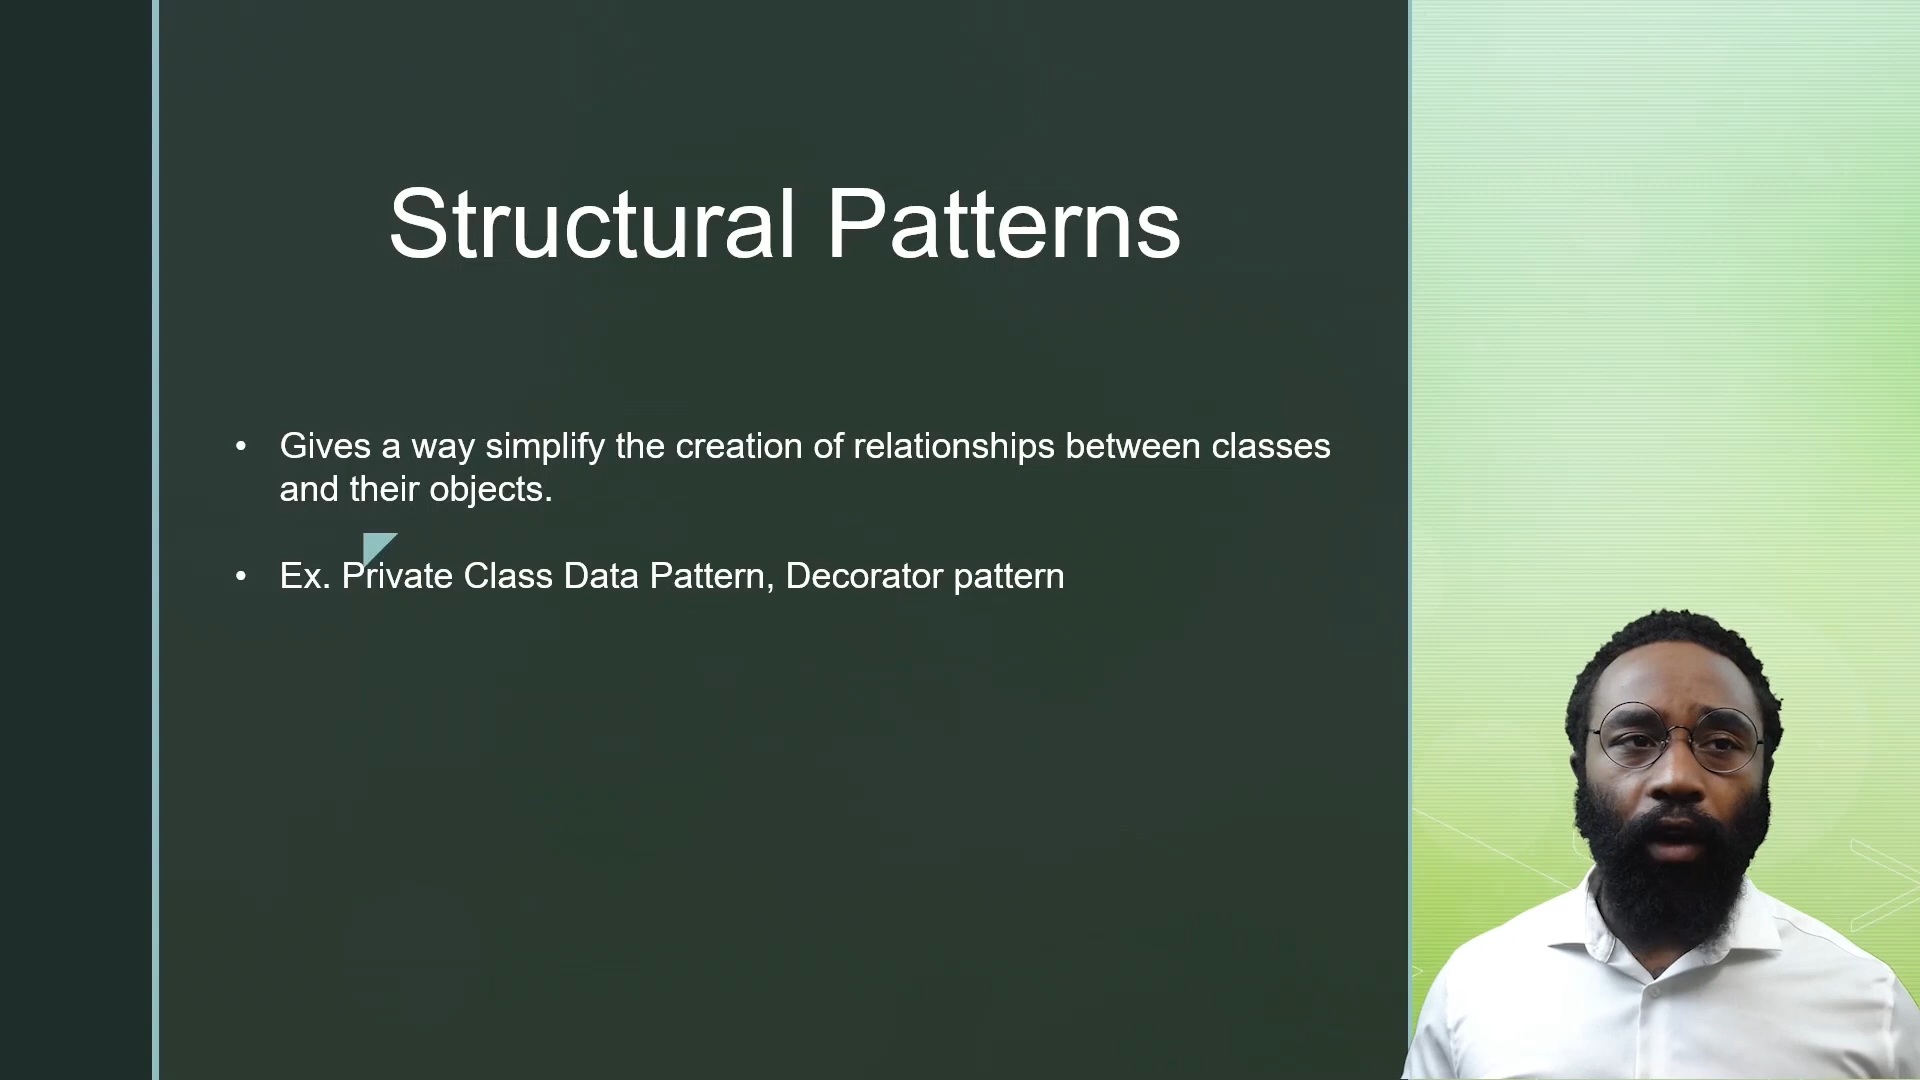 Structural Patterns
• Gives a way simplify the creation of relationships between classes
and their objects.
• Ex. Private Class Data Pattern, Decorator pattern